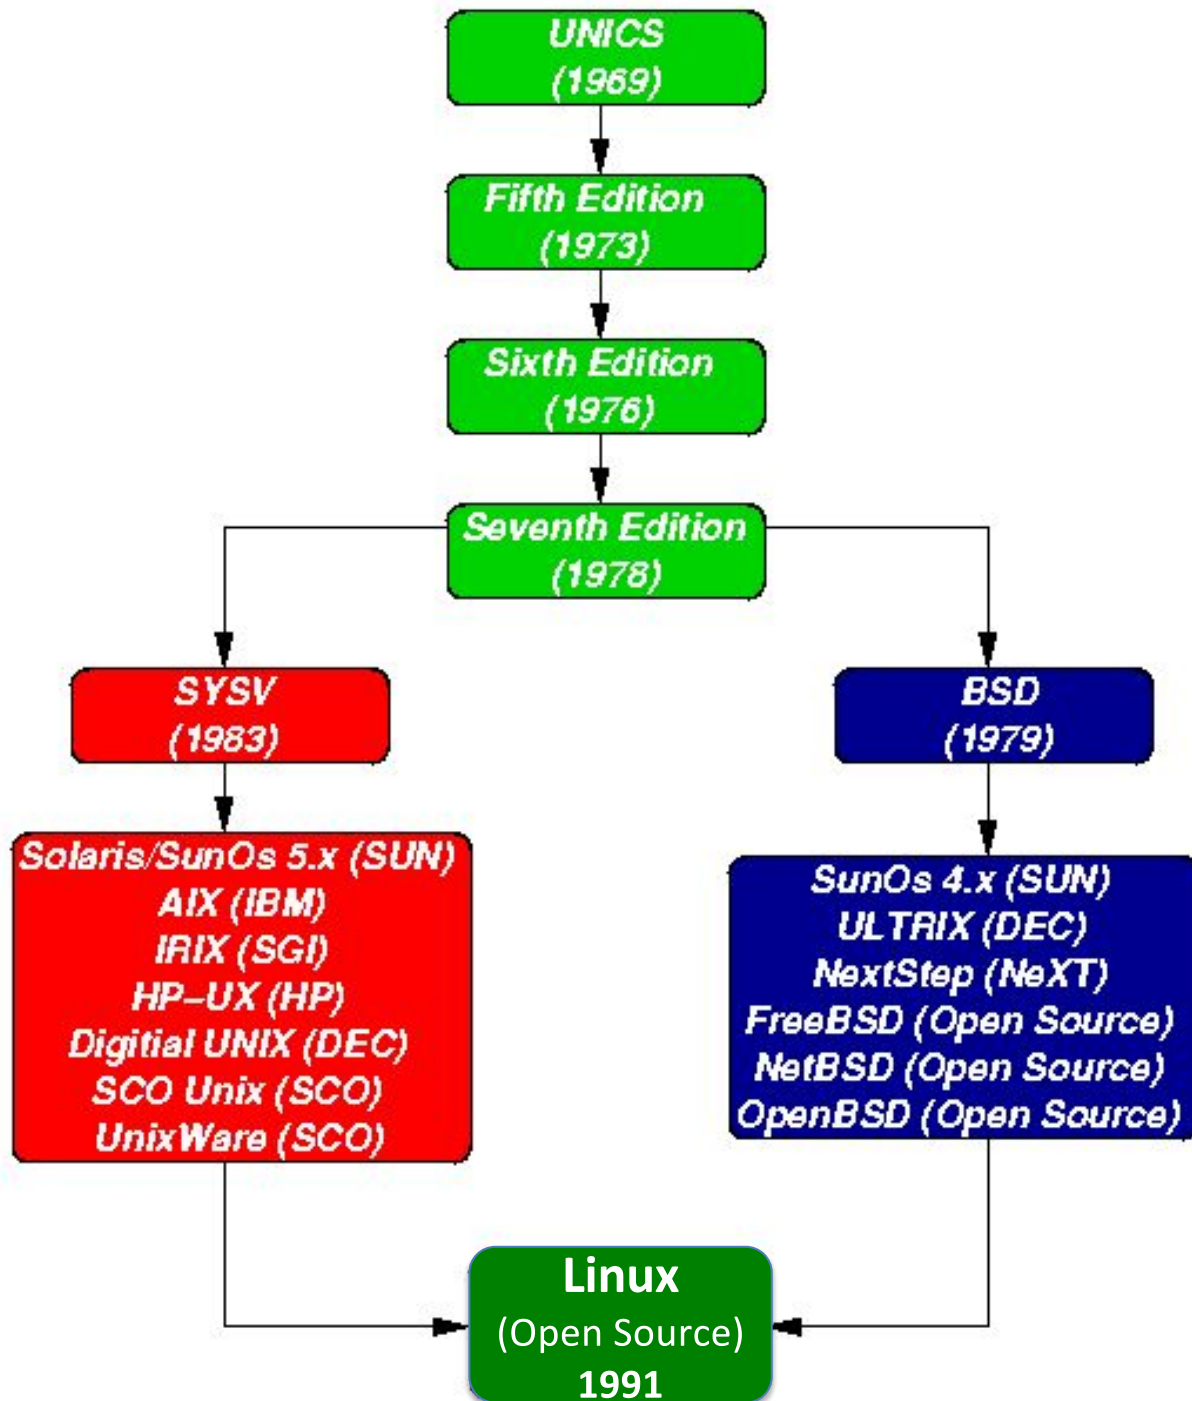 UNICS
(1969)
Fifth Edition
(1973)
Sixth Edition
(1976)
Seventh Edition
(1978)
SYSV
(1983)
BSD
(1979)
Solaris/SunOs 5.x (SUN)
AIX (IBM)
IRIX (SGI)
HP-UX (HP)
Digitial UNIX (DEC)
SCO Unix (SCO)
UnixWare (SCO)
SunOs 4.x (SUN)
ULTRIX (DEC)
NextStep (NeXT)
FreeBSD (Open Source)
NetBSD (Open Source)
OpenBSD (Open Source)
Linux
(Open Source)
1991